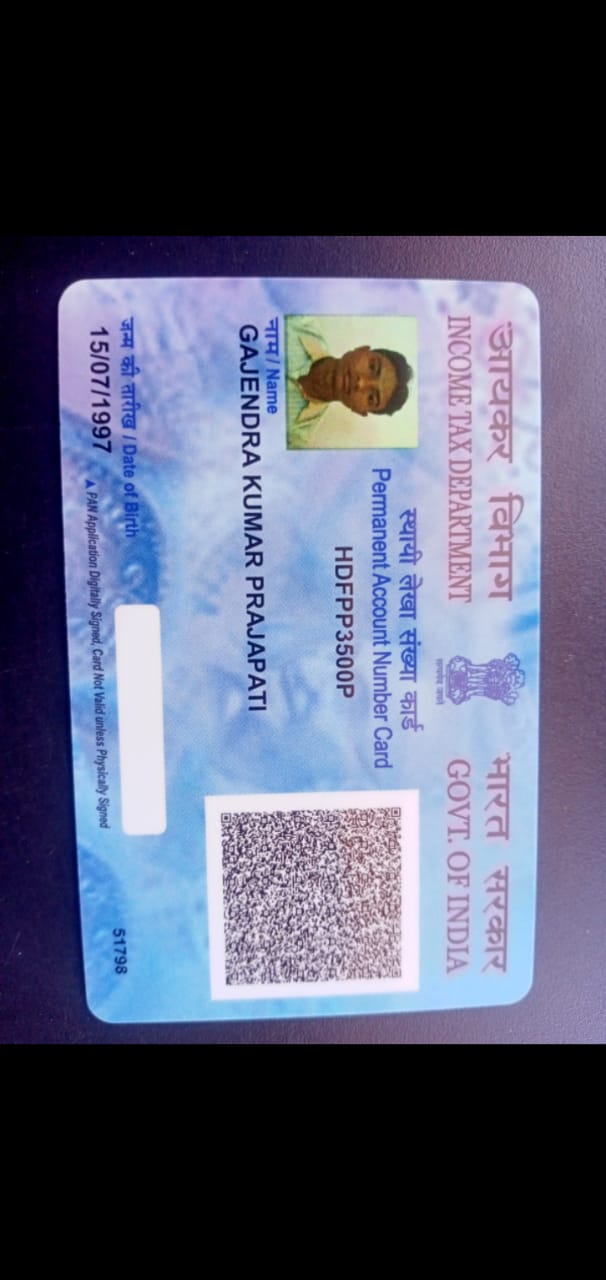 आयकर विभाग
INCOME TAX DEPARTMENT
भारत सरकार
GOVT. OF INDIA
सत्यमेव जयते
स्थायी लेखा संख्या कार्ड
Permanent Account Number Card
HDFPP3500P
नाम / Name
GAJENDRA KUMAR PRAJAPATI
जन्म की तारीख / Date of Birth
15/07/1997
PAN Application Digitally Signed, Card Not Valid unless Physically Signed
51798